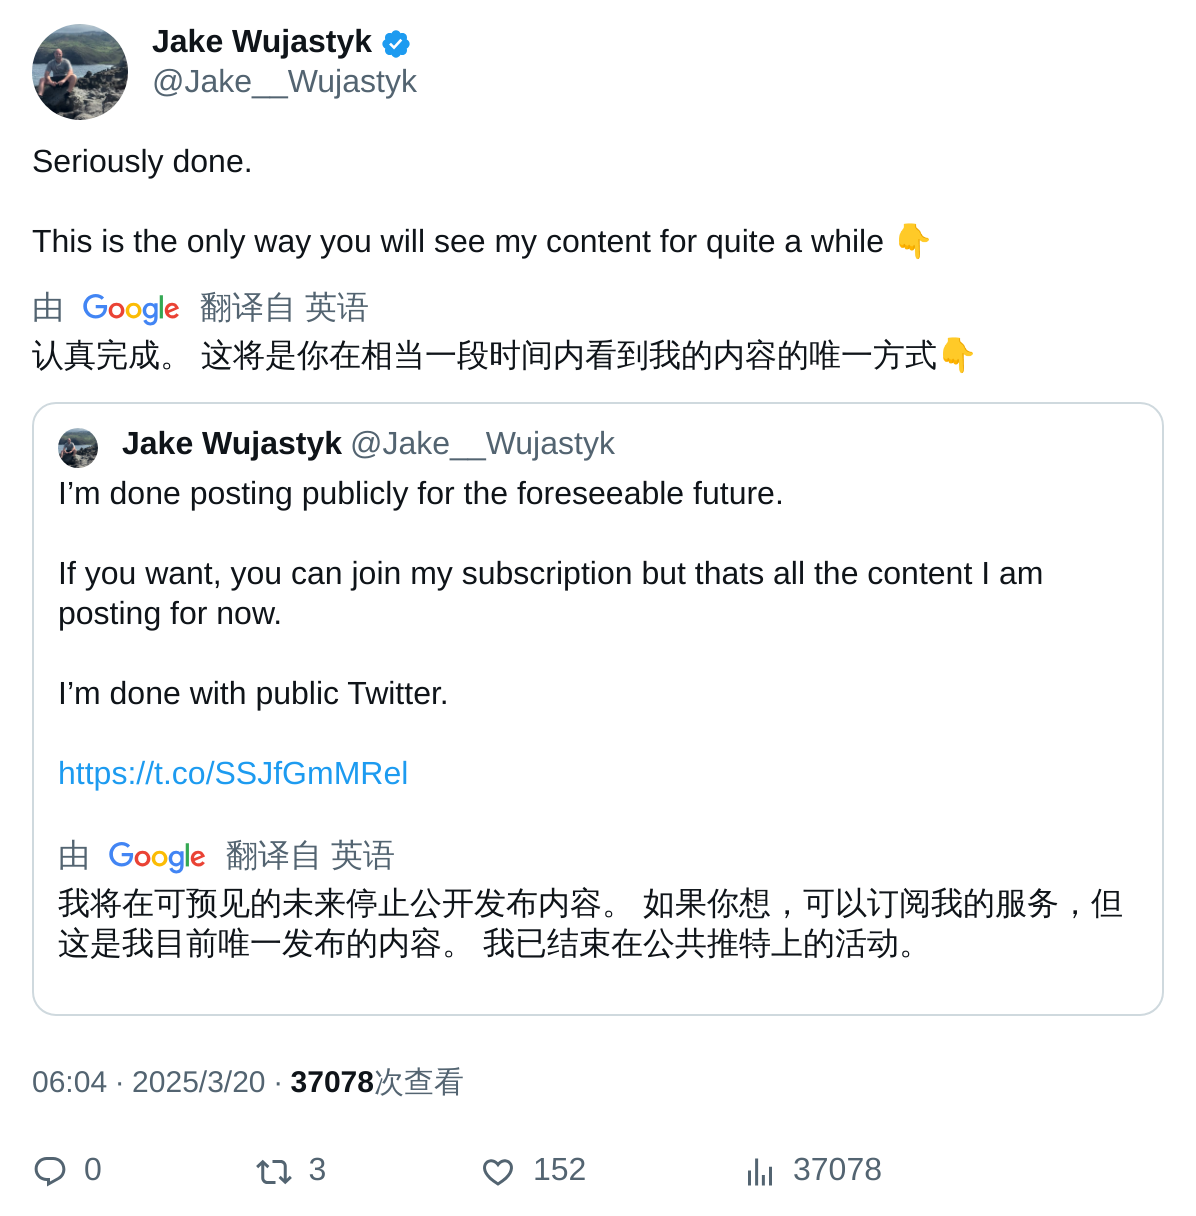 Jake Wujastyk
@Jake__Wujastyk
Seriously done.
This is the only way you will see my content for quite a while 👇
由 Google 翻译自 英语
认真完成。 这将是你在相当一段时间内看到我的内容的唯一方式👇
Jake Wujastyk @Jake__Wujastyk
I’m done posting publicly for the foreseeable future.
If you want, you can join my subscription but thats all the content I am
posting for now.
I’m done with public Twitter.
https://t.co/SSJfGmMRel
由 Google 翻译自 英语
我将在可预见的未来停止公开发布内容。 如果你想，可以订阅我的服务，但
这是我目前唯一发布的内容。 我已结束在公共推特上的活动。
06:04 · 2025/3/20 · 37078次查看
0 3 152 37078